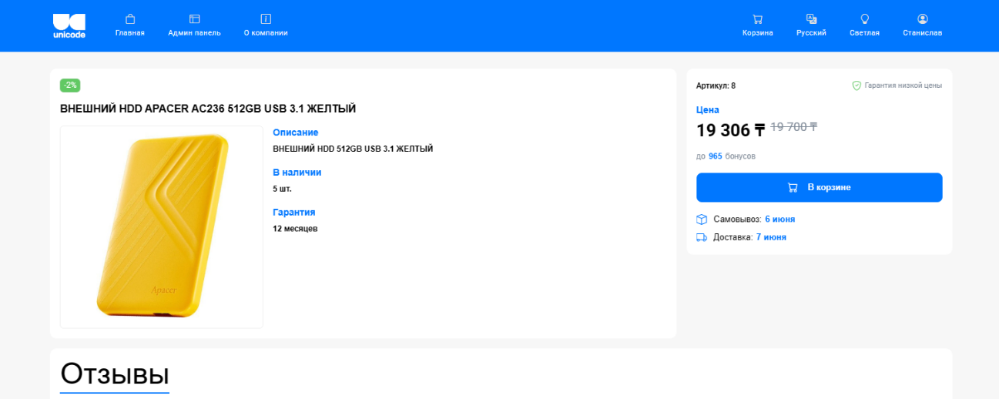 unicode
Главная
Админ панель
О компании
Корзина
Русский
Светлая
Станислав
-2%
ВНЕШНИЙ HDD APACER AC236 512GB USB 3.1 ЖЕЛТЫЙ
Apacer
Описание
ВНЕШНИЙ HDD 512GB USB 3.1 ЖЕЛТЫЙ
В наличии
5 шт.
Гарантия
12 месяцев
Артикул: 8
Гарантия низкой цены
Цена
19 306 ₸ 19 700 ₸
до 965 бонусов
В корзине
Самовывоз: 6 июня
Доставка: 7 июня
Отзывы